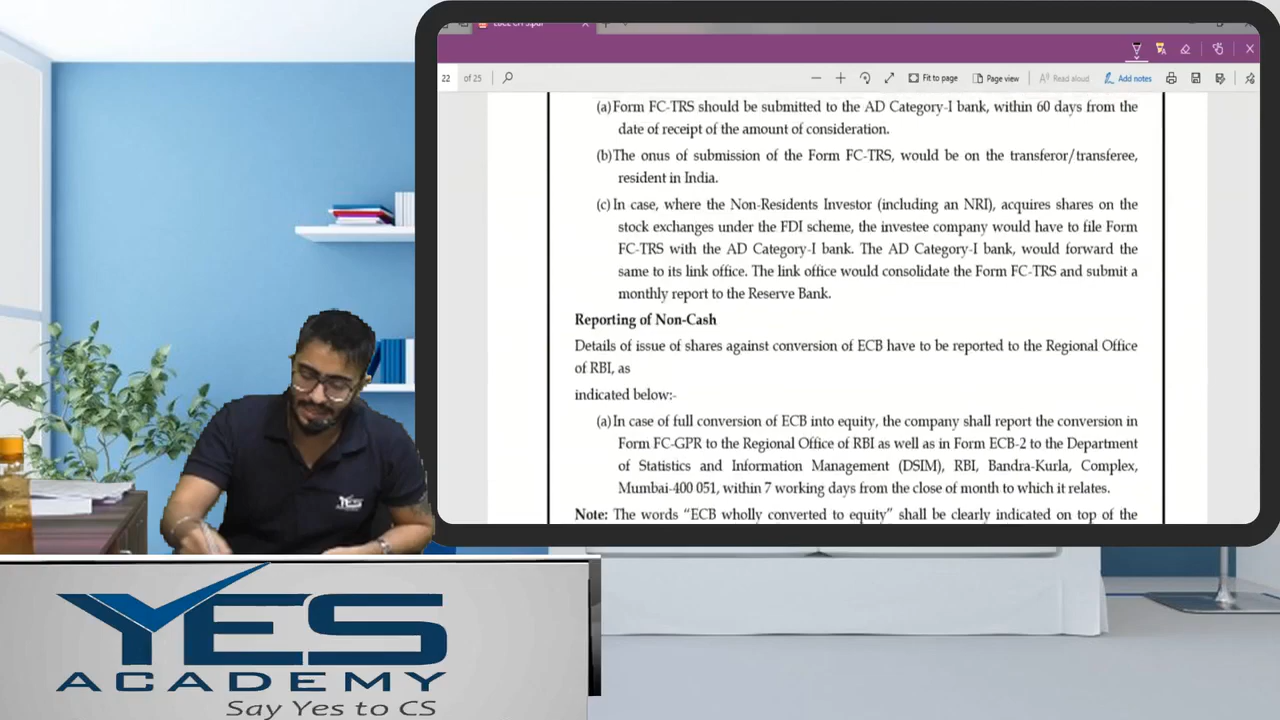 22 of 25
Fit to page
Page view
Read aloud
Add notes
(a) Form FC-TRS should be submitted to the AD Category-I bank, within 60 days from the
date of receipt of the amount of consideration.
(b) The onus of submission of the Form FC-TRS, would be on the transferor/transferee,
resident in India.
(c) In case, where the Non-Residents Investor (including an NRI), acquires shares on the
stock exchanges under the FDI scheme, the investee company would have to file Form
FC-TRS with the AD Category-I bank. The AD Category-I bank, would forward the
same to its link office. The link office would consolidate the Form FC-TRS and submit a
monthly report to the Reserve Bank.
Reporting of Non-Cash
Details of issue of shares against conversion of ECB have to be reported to the Regional Office
of RBI, as
indicated below:-
(a) In case of full conversion of ECB into equity, the company shall report the conversion in
Form FC-GPR to the Regional Office of RBI as well as in Form ECB-2 to the Department
of Statistics and Information Management (DSIM), RBI, Bandra-Kurla, Complex,
Mumbai-400 051, within 7 working days from the close of month to which it relates.
Note: The words "ECB wholly converted to equity" shall be clearly indicated on top of the
YES
YES
ACADEMY
Say Yes to CS